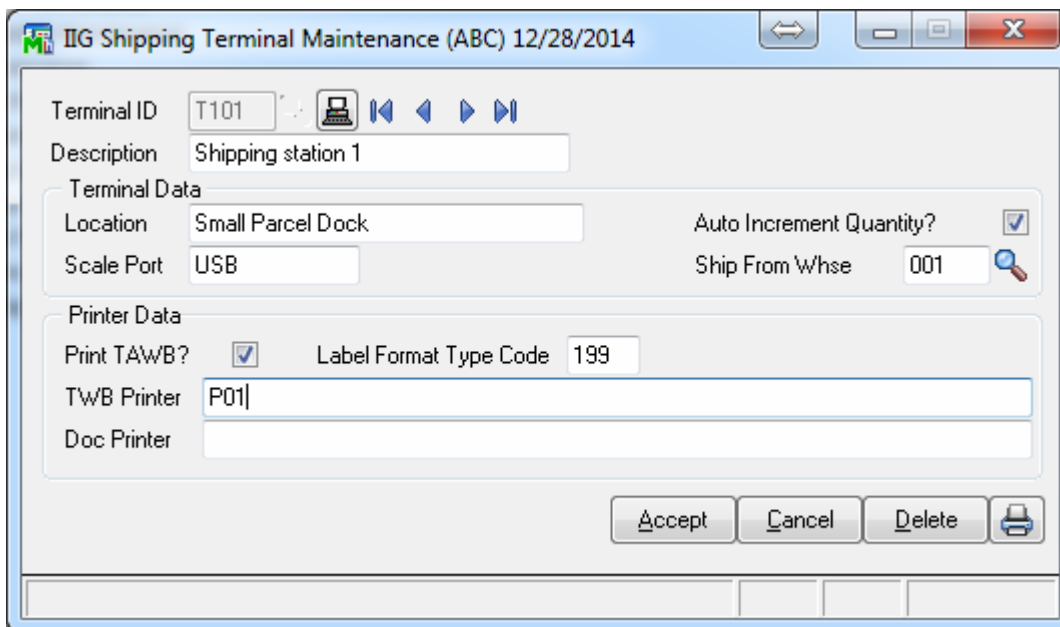 IIG Shipping Terminal Maintenance (ABC) 12/28/2014
Terminal ID T101
Description Shipping station 1
Terminal Data
Location Small Parcel Dock Auto Increment Quantity?
Scale Port USB Ship From Whse 001
Printer Data
Print TAWB? Label Format Type Code 199
TWB Printer P01
Doc Printer
Accept Cancel Delete